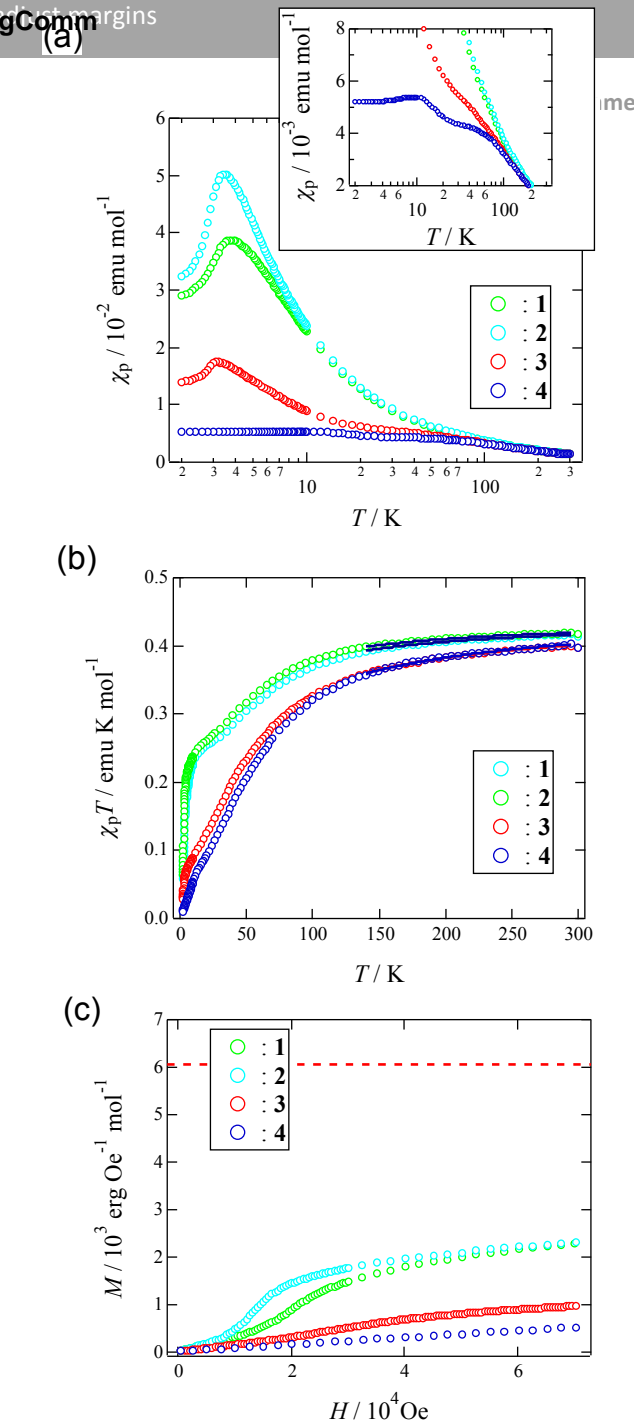 adjust margins
gComm
(a)
ame
8
6
4
2
χp / 10-3 emu mol-1
2 4 6 2 4 6 2
10 100
T / K
6
5
4
3
2
1
0
χp / 10-2 emu mol-1
: 1
: 2
: 3
: 4
2 3 4 5 6 7 2 3 4 5 6 7 2 3
10 100
T / K
(b)
0.5
0.4
0.3
0.2
0.1
0.0
χpT / emu K mol-1
: 1
: 2
: 3
: 4
0 50 100 150 200 250 300
T / K
(c)
7
6
5
4
3
2
1
0
M / 103 erg Oe-1 mol-1
: 1
: 2
: 3
: 4
0 2 4 6
H / 104 Oe